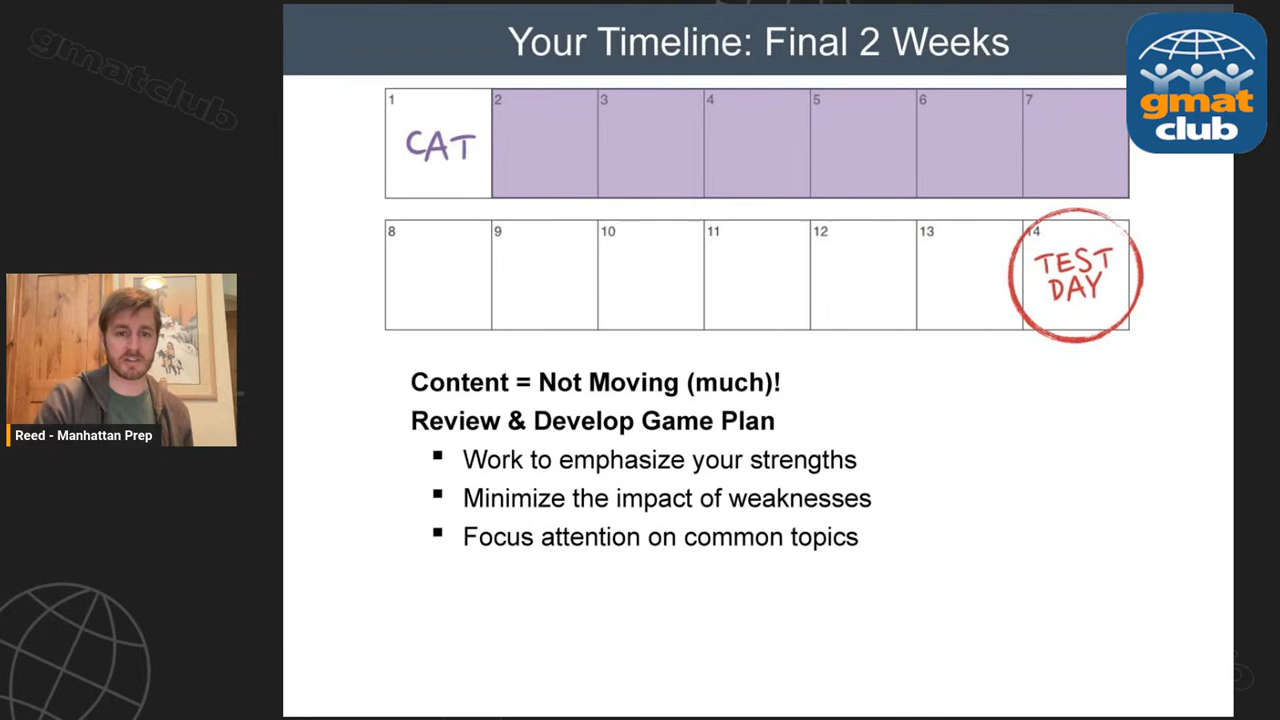 gmatclub
Your Timeline: Final 2 Weeks
gmat
club
1
2
3
4
5
6
7
CAT
8
9
10
11
12
13
14
TEST
DAY
Content = Not Moving (much)!
Review & Develop Game Plan
▪ Work to emphasize your strengths
▪ Minimize the impact of weaknesses
▪ Focus attention on common topics
Reed - Manhattan Prep